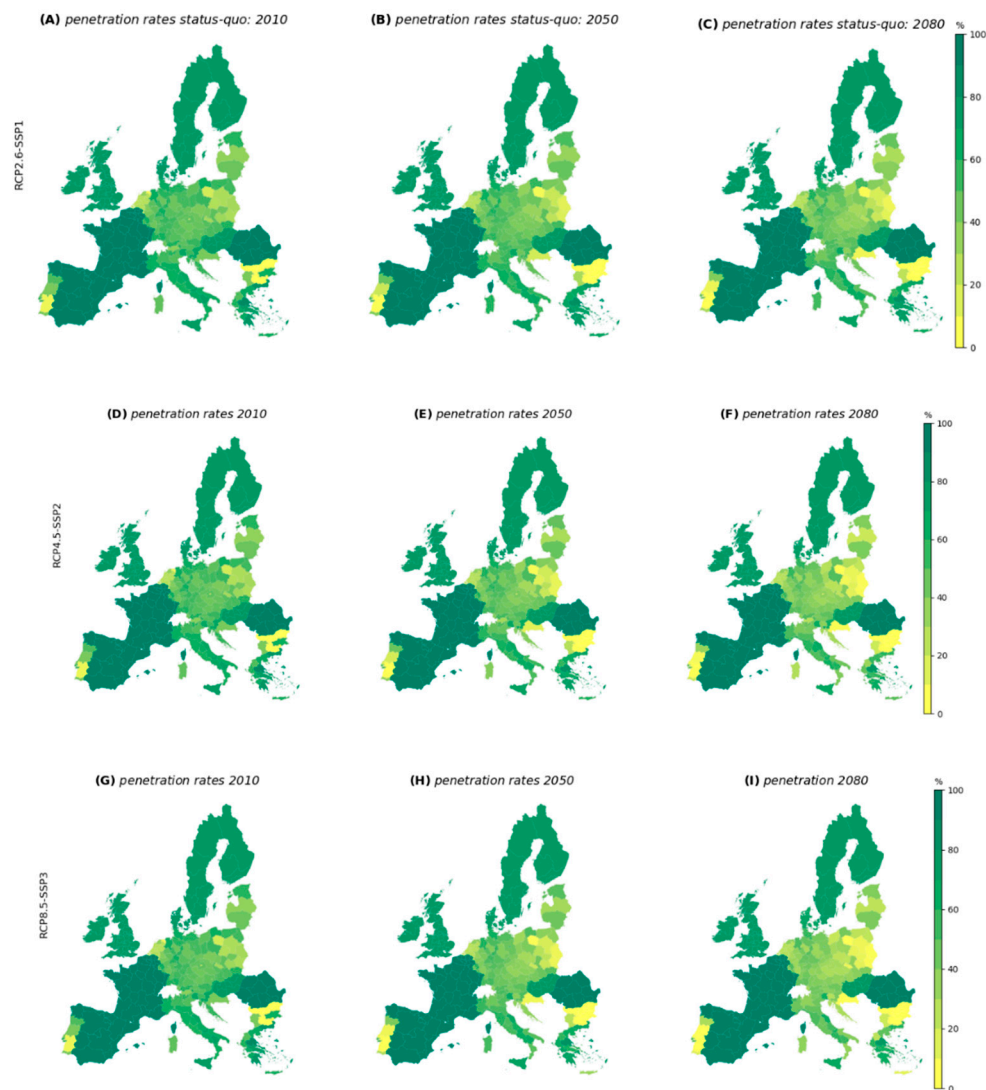 (A) penetration rates status-quo: 2010
(B) penetration rates status-quo: 2050
(C) penetration rates status-quo: 2080
%
100
80
60
40
20
0
RCP2.6-SSP1
(D) penetration rates 2010
(E) penetration rates 2050
(F) penetration rates 2080
%
100
80
60
40
20
0
RCP4.5-SSP2
(G) penetration rates 2010
(H) penetration rates 2050
(I) penetration 2080
%
100
80
60
40
20
0
RCP8.5-SSP3